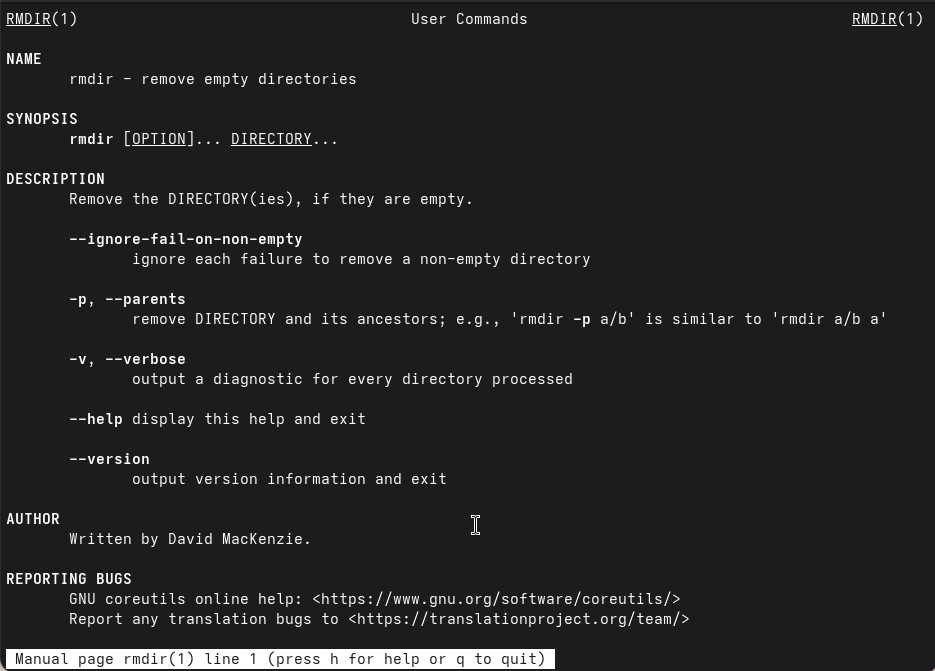 RMDIR(1) User Commands RMDIR(1)
NAME
rmdir - remove empty directories
SYNOPSIS
rmdir [OPTION]... DIRECTORY...
DESCRIPTION
Remove the DIRECTORY(ies), if they are empty.
--ignore-fail-on-non-empty
ignore each failure to remove a non-empty directory
-p, --parents
remove DIRECTORY and its ancestors; e.g., 'rmdir -p a/b' is similar to 'rmdir a/b a'
-v, --verbose
output a diagnostic for every directory processed
--help display this help and exit
--version
output version information and exit
AUTHOR
Written by David MacKenzie.
REPORTING BUGS
GNU coreutils online help: <https://www.gnu.org/software/coreutils/>
Report any translation bugs to <https://translationproject.org/team/>
Manual page rmdir(1) line 1 (press h for help or q to quit)